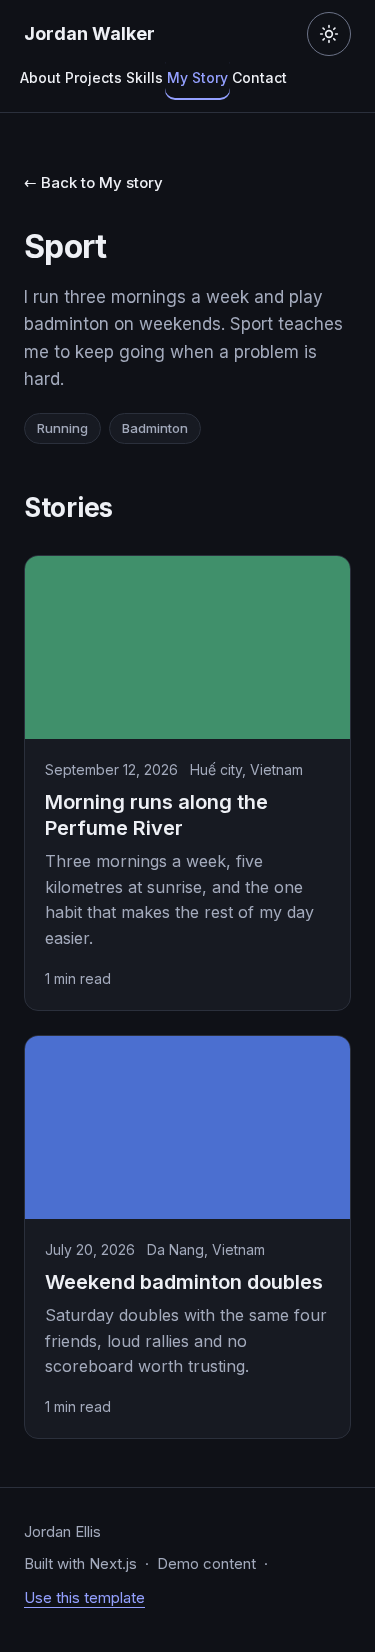 Jordan Walker
About Projects Skills My Story Contact
← Back to My story
Sport
I run three mornings a week and play
badminton on weekends. Sport teaches
me to keep going when a problem is
hard.
Running Badminton
Stories
September 12, 2026 Huế city, Vietnam
Morning runs along the
Perfume River
Three mornings a week, five
kilometres at sunrise, and the one
habit that makes the rest of my day
easier.
1 min read
July 20, 2026 Da Nang, Vietnam
Weekend badminton doubles
Saturday doubles with the same four
friends, loud rallies and no
scoreboard worth trusting.
1 min read
Jordan Ellis
Built with Next.js · Demo content ·
Use this template